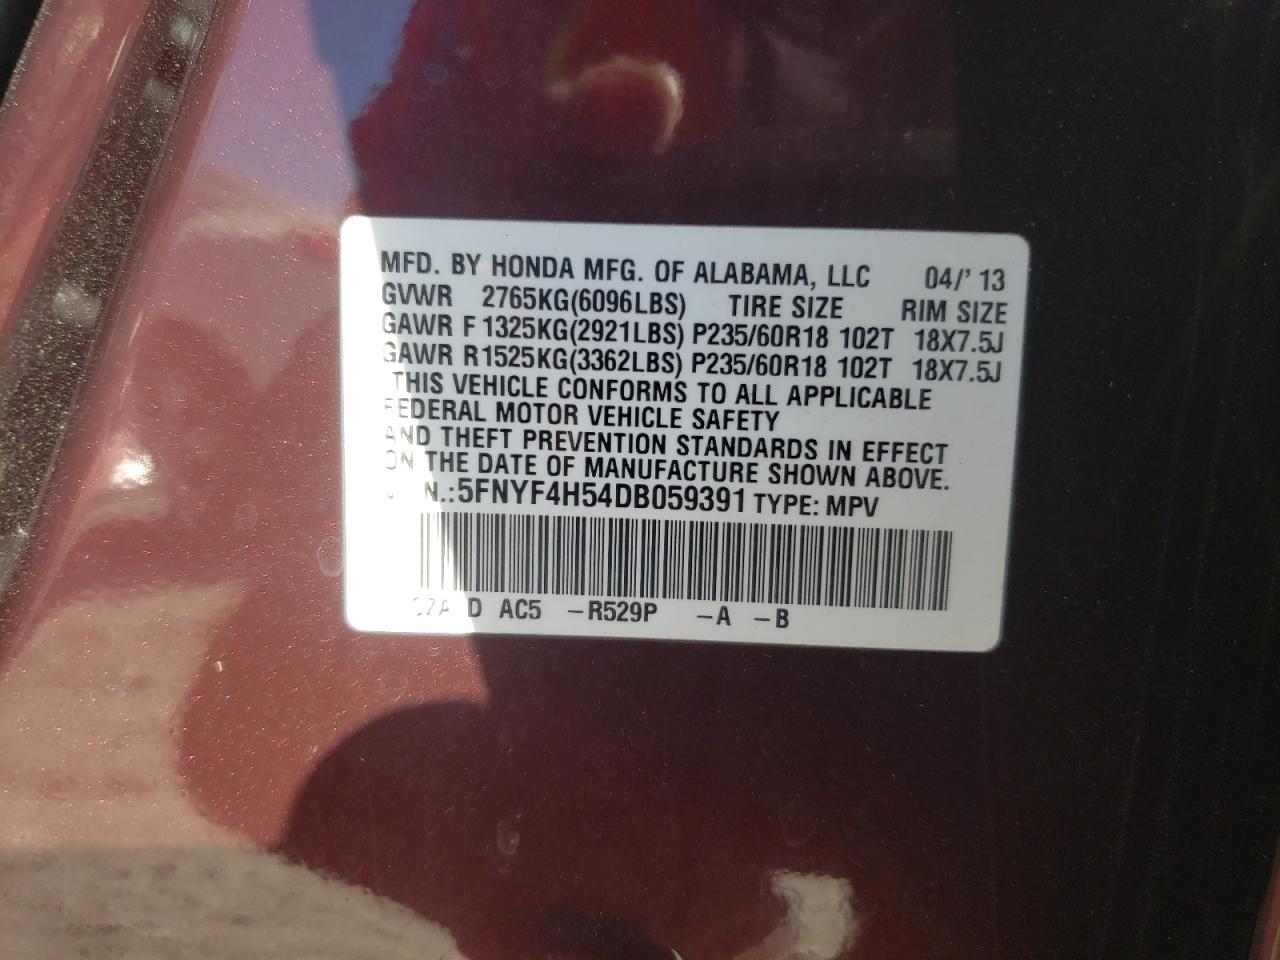 MFD. BY HONDA MFG. OF ALABAMA, LLC 04/' 13
GVWR 2765KG(6096LBS) TIRE SIZE RIM SIZE
GAWR F 1325KG(2921LBS) P235/60R18 102T 18X7.5J
GAWR R1525KG(3362LBS) P235/60R18 102T 18X7.5J
THIS VEHICLE CONFORMS TO ALL APPLICABLE
FEDERAL MOTOR VEHICLE SAFETY
AND THEFT PREVENTION STANDARDS IN EFFECT
ON THE DATE OF MANUFACTURE SHOWN ABOVE.
N.:5FNYF4H54DB059391 TYPE: MPV
D AC5 -R529P -A -B